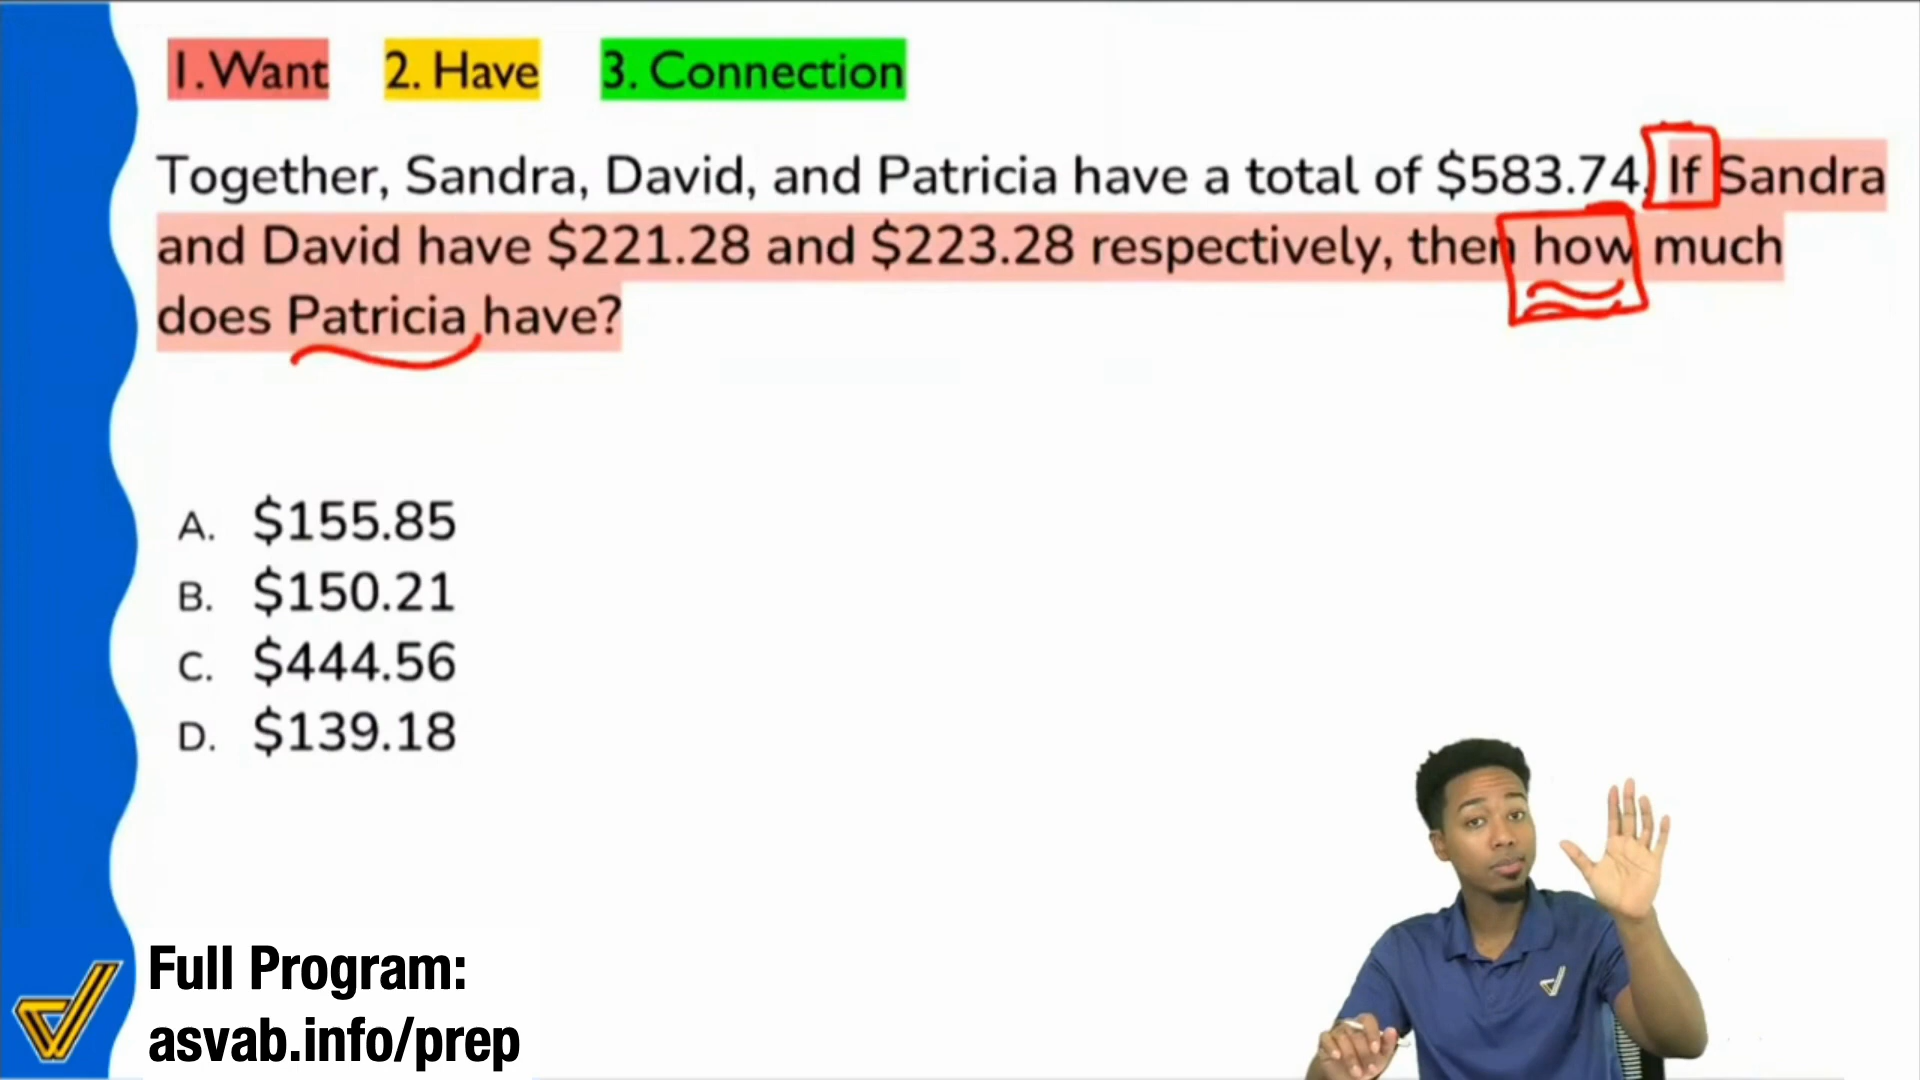 1. Want 2. Have 3. Connection
Together, Sandra, David, and Patricia have a total of $583.74. If Sandra
and David have $221.28 and $223.28 respectively, then how much
does Patricia have?
A. $155.85
B. $150.21
C. $444.56
D. $139.18
Full Program:
asvab.info/prep